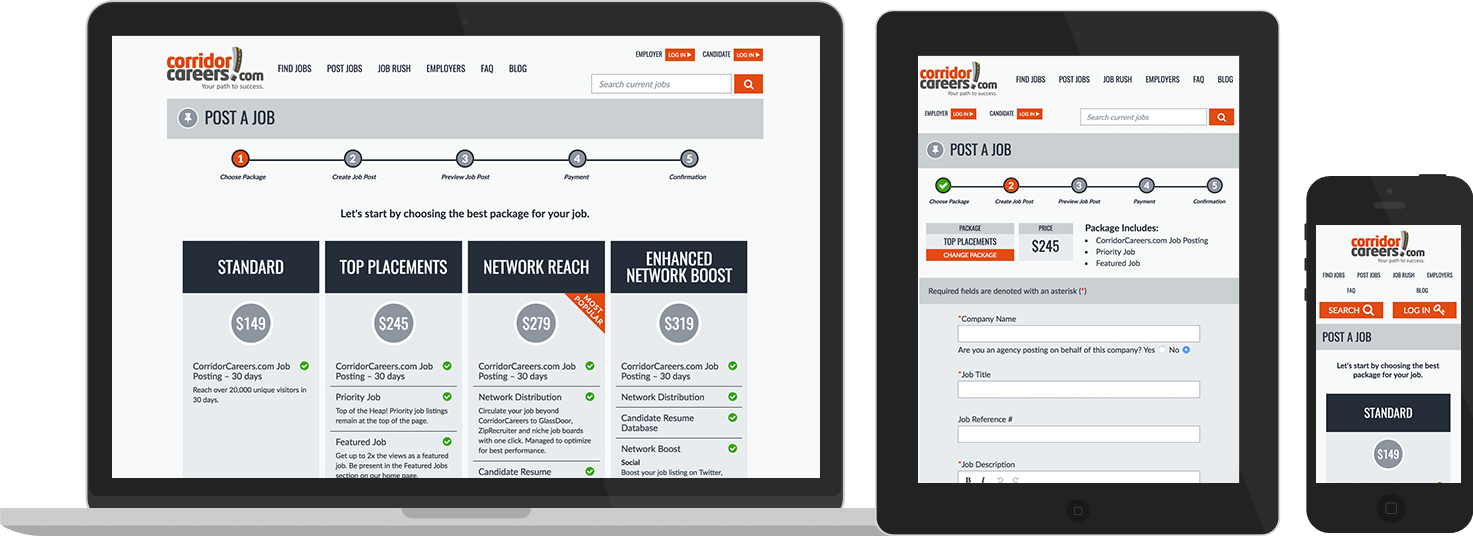 corridor
careers.com
Your path to success.
FIND JOBS POST JOBS JOB RUSH EMPLOYERS FAQ BLOG
EMPLOYER LOG IN CANDIDATE LOG IN
Search current jobs
POST A JOB
1 2 3 4 5
Choose Package Create Job Post Preview Job Post Payment Confirmation
Let's start by choosing the best package for your job.
STANDARD
$149
CorridorCareers.com Job
Posting – 30 days
Reach over 20,000 unique visitors in
30 days.
TOP PLACEMENTS
$245
CorridorCareers.com Job
Posting – 30 days
Priority Job
Top of the Heap! Priority job listings
remain at the top of the page.
Featured Job
Get up to 2x the views as a featured
job. Be present in the Featured Jobs
section on our home page.
NETWORK REACH
MOST
POPULAR
$279
CorridorCareers.com Job
Posting – 30 days
Network Distribution
Circulate your job beyond
CorridorCareers to GlassDoor,
ZipRecruiter and niche job boards
with one click. Managed to optimize
for best performance.
Candidate Resume
ENHANCED
NETWORK BOOST
$319
CorridorCareers.com Job
Posting – 30 days
Network Distribution
Candidate Resume
Database
Network Boost
Social
Boost your job listing on Twitter,
corridor
careers.com
Your path to success.
FIND JOBS POST JOBS JOB RUSH EMPLOYERS FAQ BLOG
EMPLOYER LOG IN CANDIDATE LOG IN
Search current jobs
POST A JOB
2 3 4 5
Choose Package Create Job Post Preview Job Post Payment Confirmation
PACKAGE
TOP PLACEMENTS
CHANGE PACKAGE
PRICE
$245
Package Includes:
• CorridorCareers.com Job Posting
• Priority Job
• Featured Job
Required fields are denoted with an asterisk (*)
*Company Name
Are you an agency posting on behalf of this company? Yes No
*Job Title
Job Reference #
*Job Description
B I
corridor
careers.com
Your path to success.
FIND JOBS POST JOBS JOB RUSH EMPLOYERS
FAQ BLOG
SEARCH LOG IN
POST A JOB
Let's start by choosing the best
package for your job.
STANDARD
$149